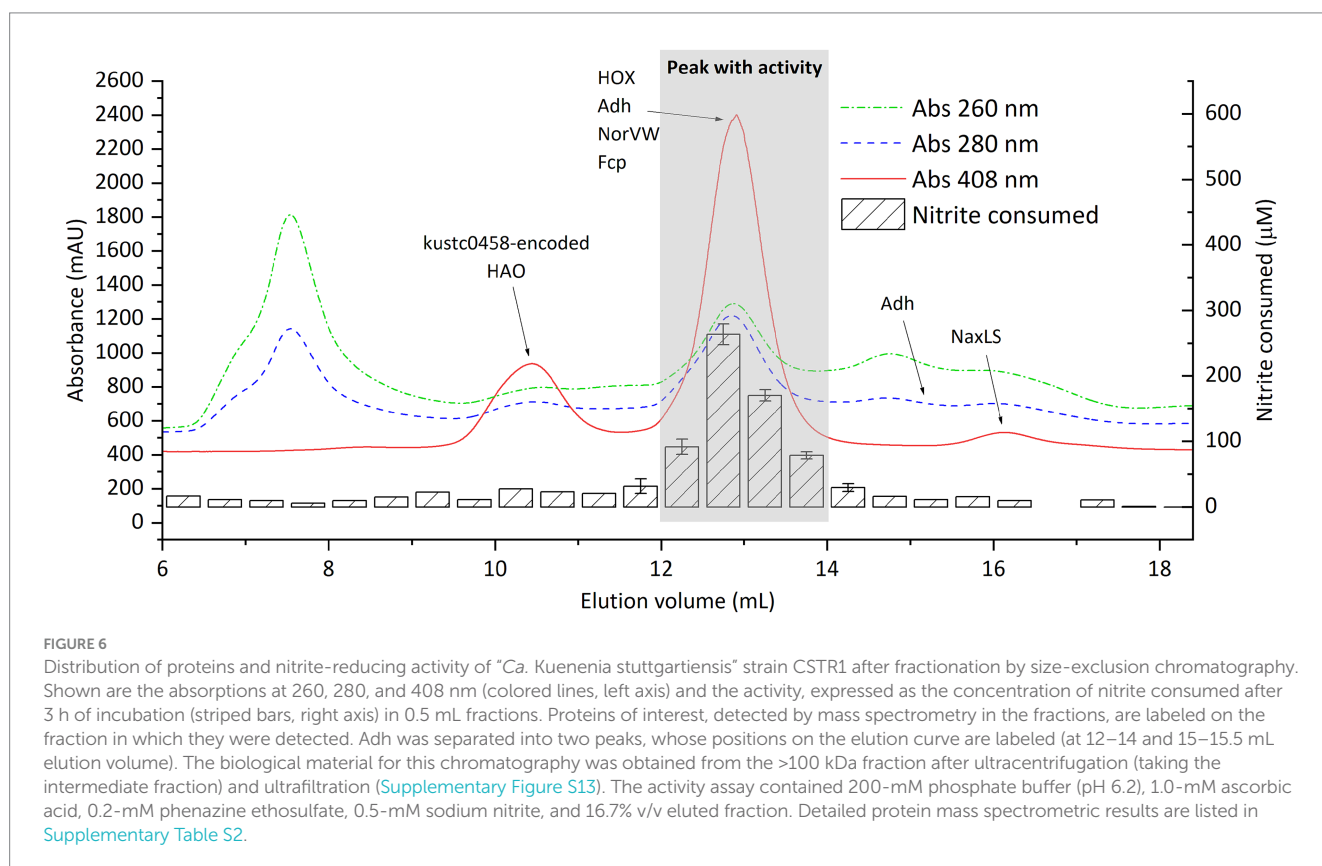 Peak with activity
HOX
Adh
NorVW
Fcp
Abs 260 nm
Abs 280 nm
Abs 408 nm
Nitrite consumed
kustc0458-encoded
HAO
Adh
NaxLS
Absorbance (mAU)
2600
2400
2200
2000
1800
1600
1400
1200
1000
800
600
400
200
0
Nitrite consumed (µM)
600
500
400
300
200
100
0
6 8 10 12 14 16 18
Elution volume (mL)
FIGURE 6
Distribution of proteins and nitrite-reducing activity of “Ca. Kuenenia stuttgartiensis” strain CSTR1 after fractionation by size-exclusion chromatography.
Shown are the absorptions at 260, 280, and 408 nm (colored lines, left axis) and the activity, expressed as the concentration of nitrite consumed after
3 h of incubation (striped bars, right axis) in 0.5 mL fractions. Proteins of interest, detected by mass spectrometry in the fractions, are labeled on the
fraction in which they were detected. Adh was separated into two peaks, whose positions on the elution curve are labeled (at 12–14 and 15–15.5 mL
elution volume). The biological material for this chromatography was obtained from the >100 kDa fraction after ultracentrifugation (taking the
intermediate fraction) and ultrafiltration (Supplementary Figure S13). The activity assay contained 200-mM phosphate buffer (pH 6.2), 1.0-mM ascorbic
acid, 0.2-mM phenazine ethosulfate, 0.5-mM sodium nitrite, and 16.7% v/v eluted fraction. Detailed protein mass spectrometric results are listed in
Supplementary Table S2.